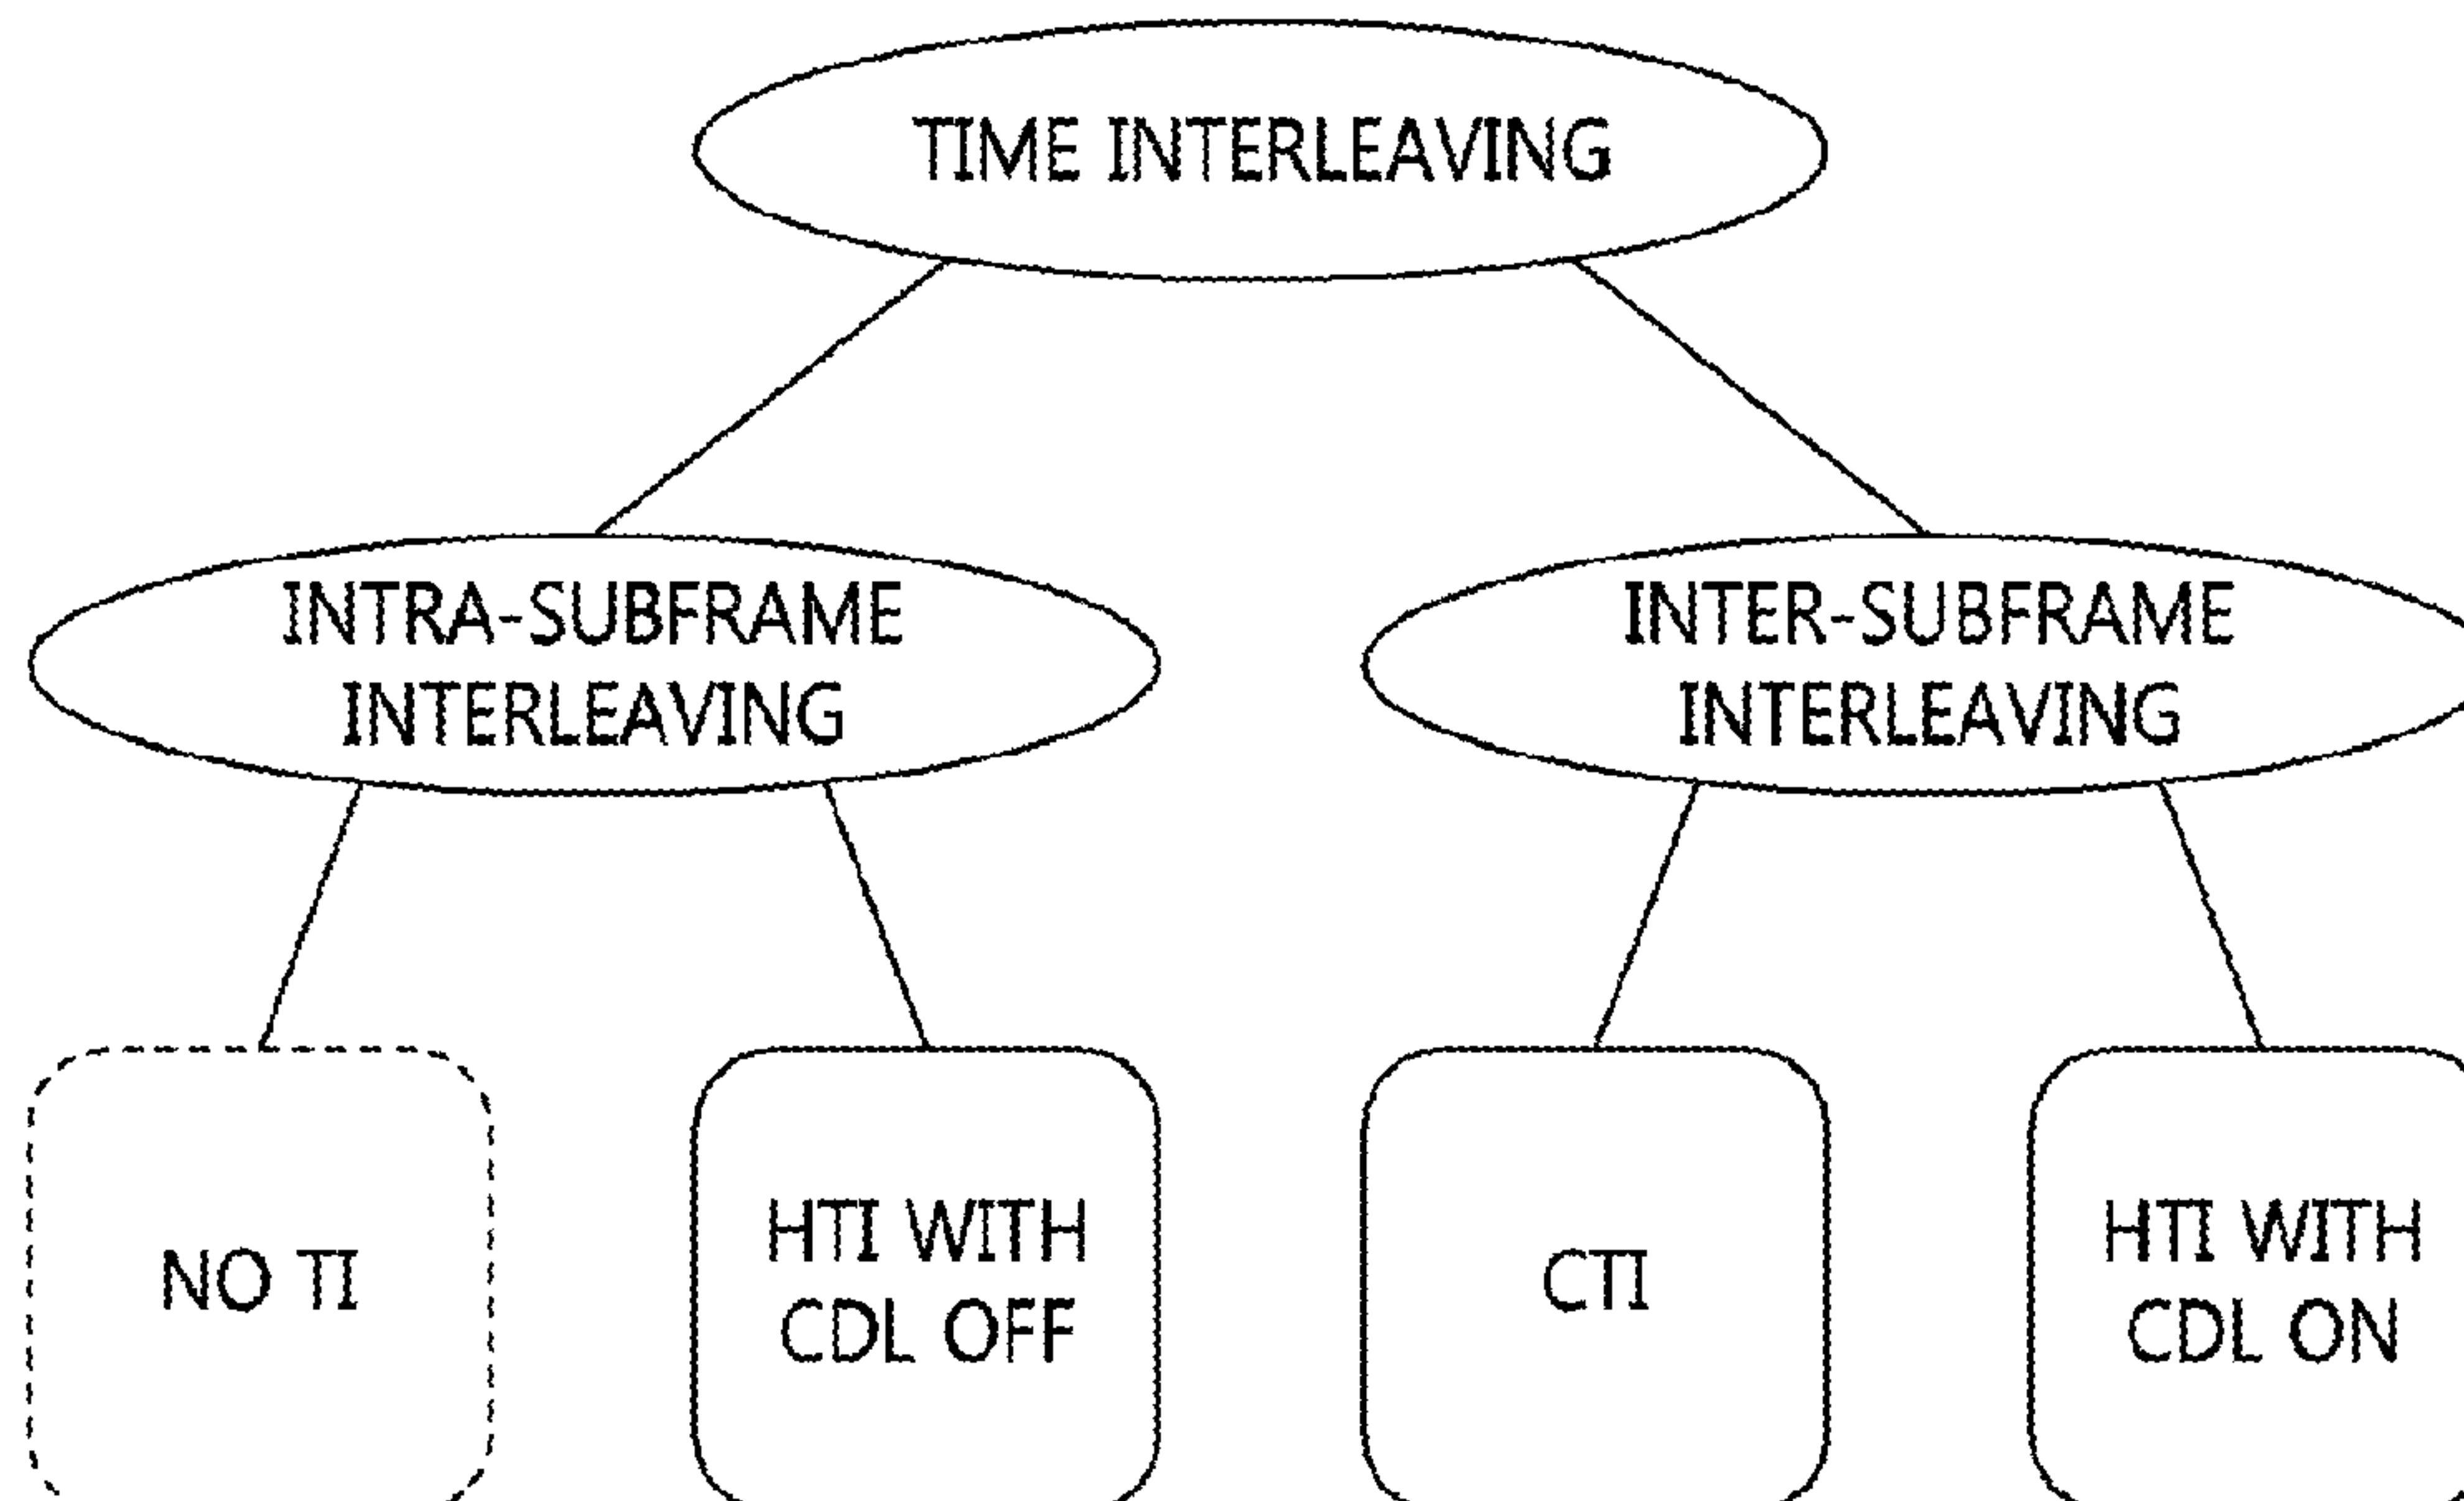 TIME INTERLEAVING
INTRA-SUBFRAME
INTERLEAVING
INTER-SUBFRAME
INTERLEAVING
NO TI
HTI WITH
CDL OFF
CTI
HTI WITH
CDL ON